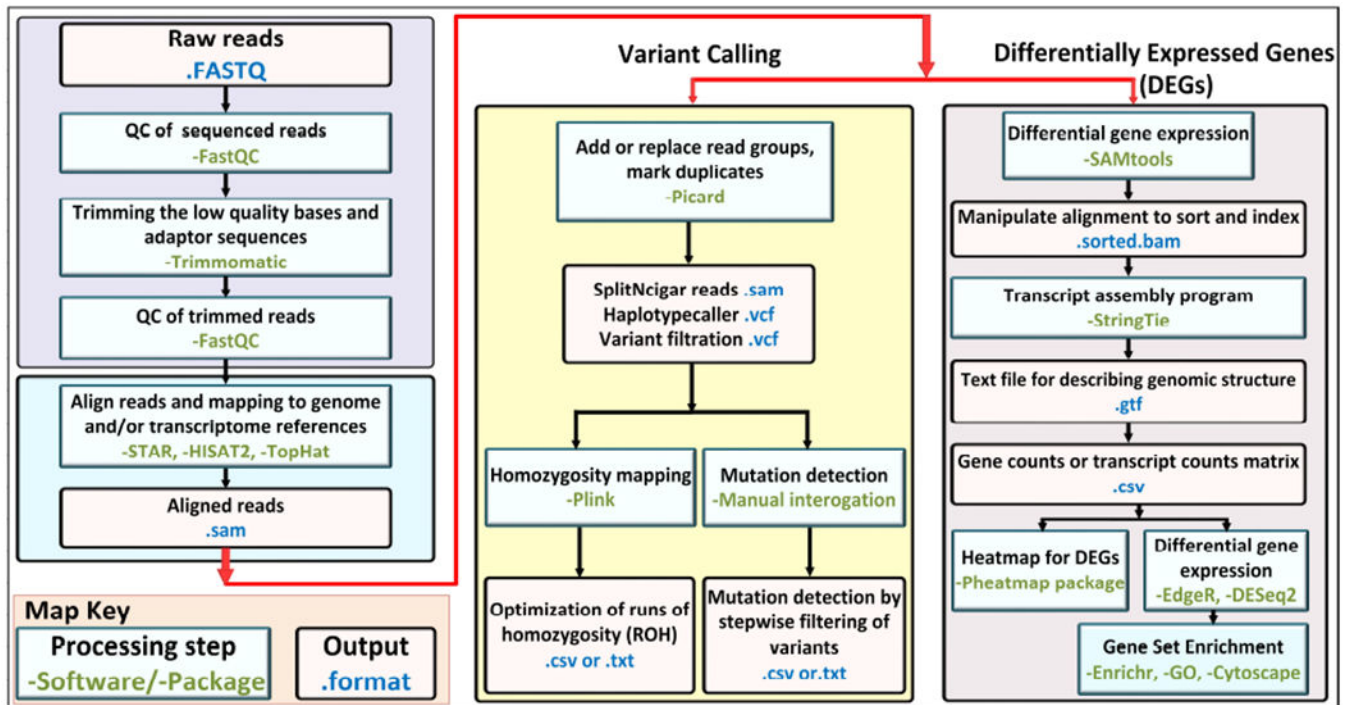 Raw reads
.FASTQ
QC of sequenced reads
-FastQC
Trimming the low quality bases and
adaptor sequences
-Trimmomatic
QC of trimmed reads
-FastQC
Align reads and mapping to genome
and/or transcriptome references
-STAR, -HISAT2, -TopHat
Aligned reads
.sam
Map Key
Processing step
-Software/-Package
Output
.format
Variant Calling
Add or replace read groups,
mark duplicates
-Picard
SplitNcigar reads .sam
Haplotypecaller .vcf
Variant filtration .vcf
Homozygosity mapping
-Plink
Optimization of runs of
homozygosity (ROH)
.csv or .txt
Mutation detection
-Manual interogation
Mutation detection by
stepwise filtering of
variants
.csv or.txt
Differentially Expressed Genes
(DEGs)
Differential gene expression
-SAMtools
Manipulate alignment to sort and index
.sorted.bam
Transcript assembly program
-StringTie
Text file for describing genomic structure
.gtf
Gene counts or transcript counts matrix
.csv
Heatmap for DEGs
-Pheatmap package
Differential gene
expression
-EdgeR, -DESeq2
Gene Set Enrichment
-Enrichr, -GO, -Cytoscape